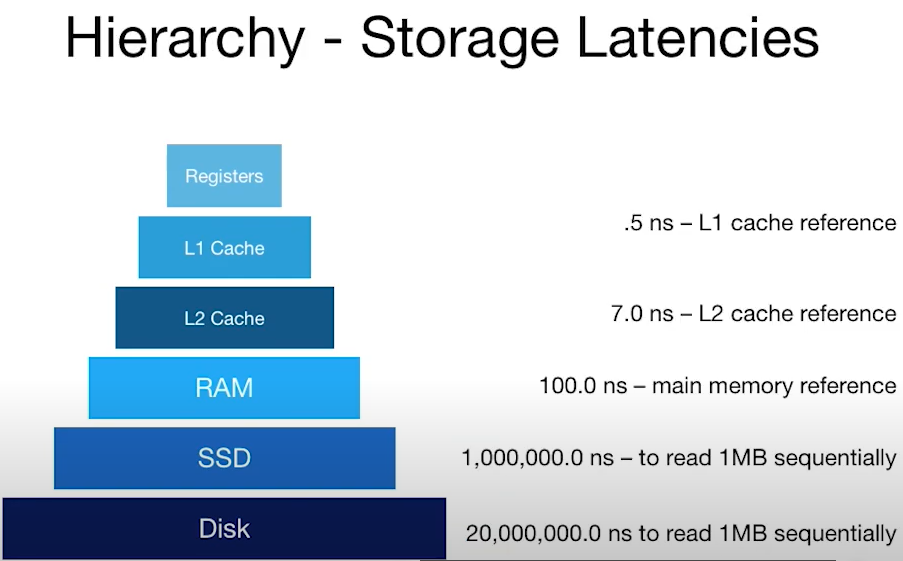 Hierarchy - Storage Latencies
Registers
.5 ns – L1 cache reference
L1 Cache
7.0 ns – L2 cache reference
L2 Cache
RAM
100.0 ns – main memory reference
SSD
1,000,000.0 ns – to read 1MB sequentially
Disk
20,000,000.0 ns to read 1MB sequentially